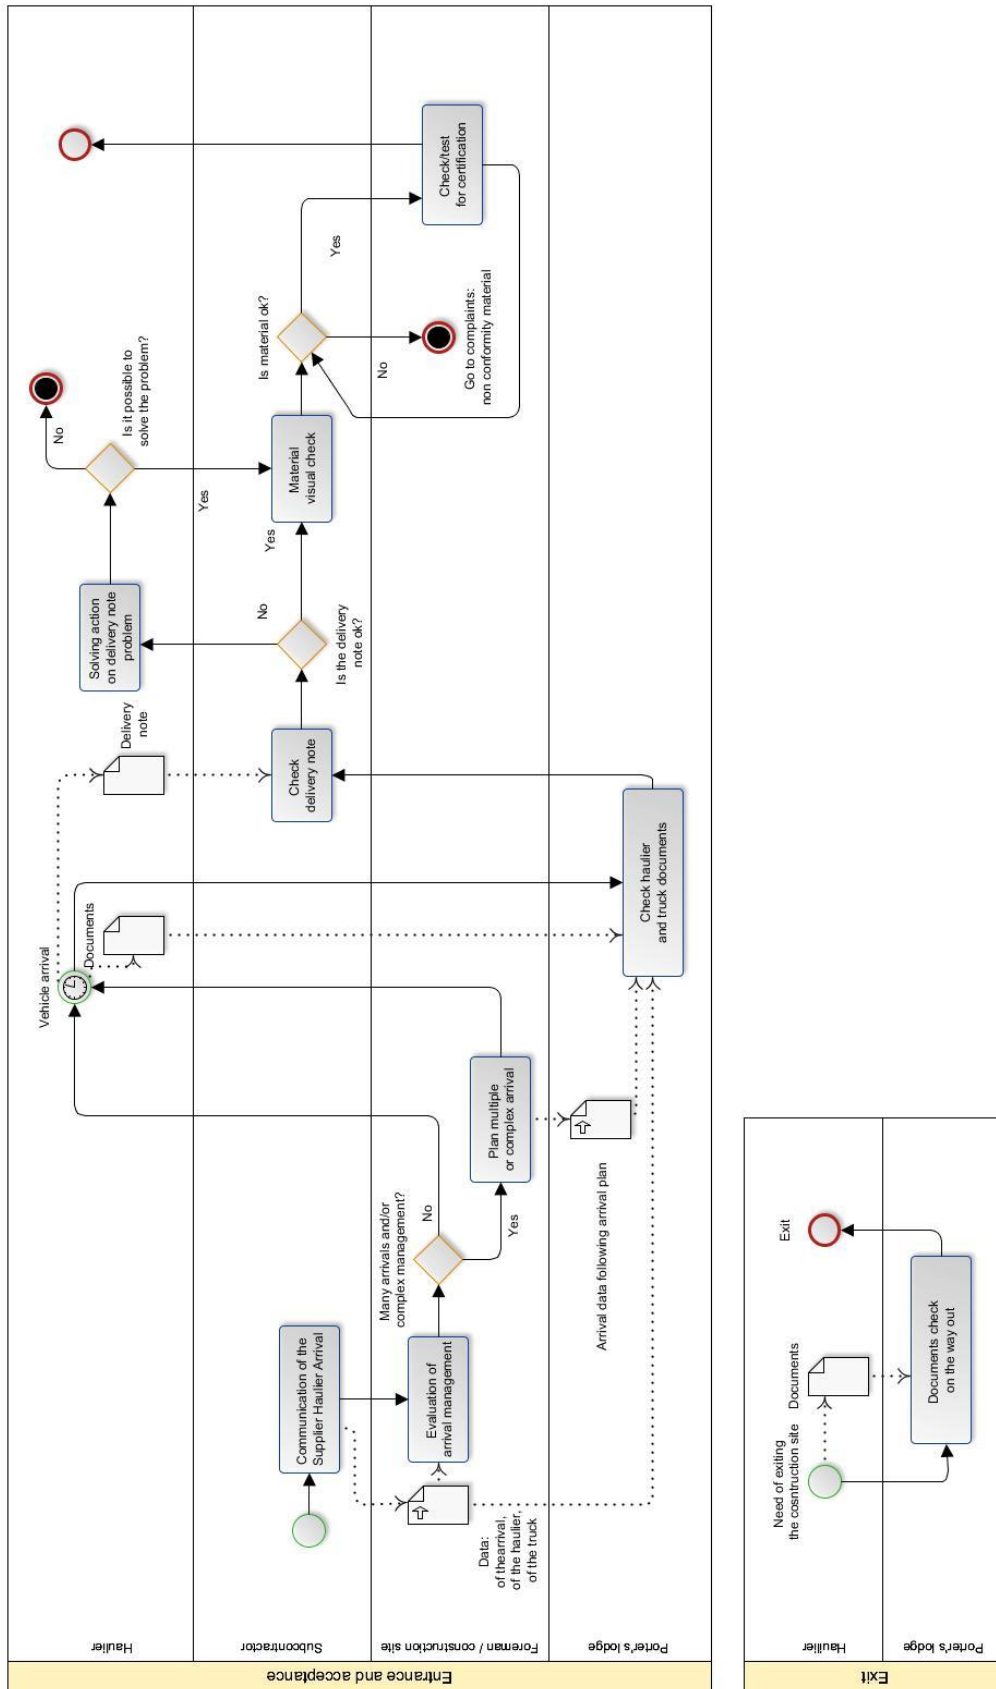 Entrance and acceptance
Haulier
Subcontractor
Foreman / construction site
Porter's lodge
Communication of the
Supplier Haulier Arrival
Data:
of thearrival,
of the haulier,
of the truck
Evaluation of
arrival management
Many arrivals and/or
complex management?
No
Yes
Plan multiple
or complex arrival
Arrival data following arrival plan
Vehicle arrival
Documents
Check haulier
and truck documents
Delivery
note
Check
delivery note
Is the delivery
note ok?
No
Yes
Solving action
on delivery note
problem
Is it possible to
solve the problem?
No
Yes
Material
visual check
Is material ok?
No
Yes
Go to complaints:
non conformity material
Check/test
for certification
Exit
Haulier
Porter's lodge
Need of exiting
the cosntruction site
Documents
Documents check
on the way out
Exit